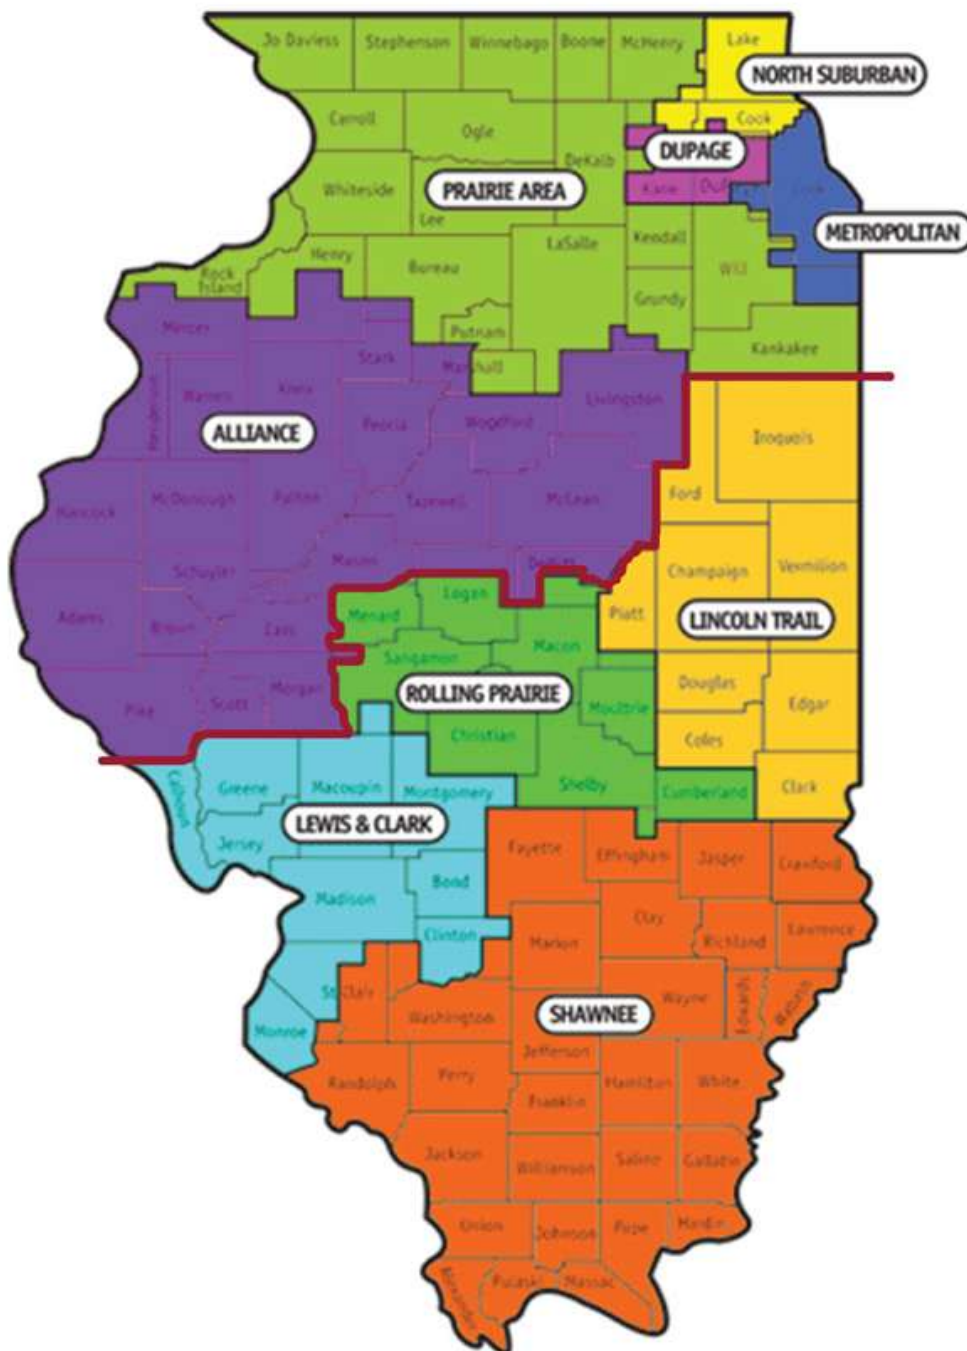 Jo Daviess Stephenson Winnebago Boone McHenry Lake
NORTH SUBURBAN
Carroll Ogle Cook
DeKalb DUPAGE
Whiteside PRAIRIE AREA Kane
Lee
METROPOLITAN
Rock Island Henry Bureau LaSalle Kendall Will
Grundy
Mercer Putnam
Stark Marshall Kankakee
Henderson Warren Knox Livingston
ALLIANCE Peoria Woodford Iroquois
Hancock McDonough Fulton Tazewell McLean Ford
Mason
Schuyler Champaign Vermilion
Adams Brown Cass Menard Logan Piatt
LINCOLN TRAIL
Sangamon Macon
Pike Scott Morgan ROLLING PRAIRIE Moultrie Douglas Edgar
Christian Coles
Calhoun Greene Macoupin Montgomery Shelby Cumberland Clark
LEWIS & CLARK
Jersey Fayette Effingham Jasper Crawford
Madison Bond
Clinton Marion Clay Richland Lawrence
St. Clair Wayne Edwards Wabash
Monroe Washington SHAWNEE
Jefferson
Randolph Perry Hamilton White
Franklin
Jackson Williamson Saline Gallatin
Union Johnson Pope Hardin
Alexander Pulaski Massac